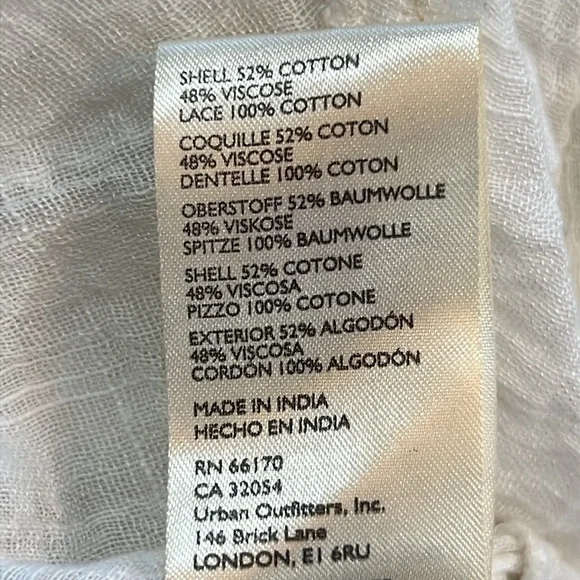 SHELL 52% COTTON
48% VISCOSE
LACE 100% COTTON
COQUILLE 52% COTON
48% VISCOSE
DENTELLE 100% COTON
OBERSTOFF 52% BAUMWOLLE
48% VISKOSE
SPITZE 100% BAUMWOLLE
SHELL 52% COTONE
48% VISCOSA
PIZZO 100% COTONE
EXTERIOR 52% ALGODÓN
48% VISCOSA
CORDÓN 100% ALGODÓN
MADE IN INDIA
HECHO EN INDIA
RN 66170
CA 32054
Urban Outfitters, Inc.
146 Brick Lane
LONDON, E1 6RU